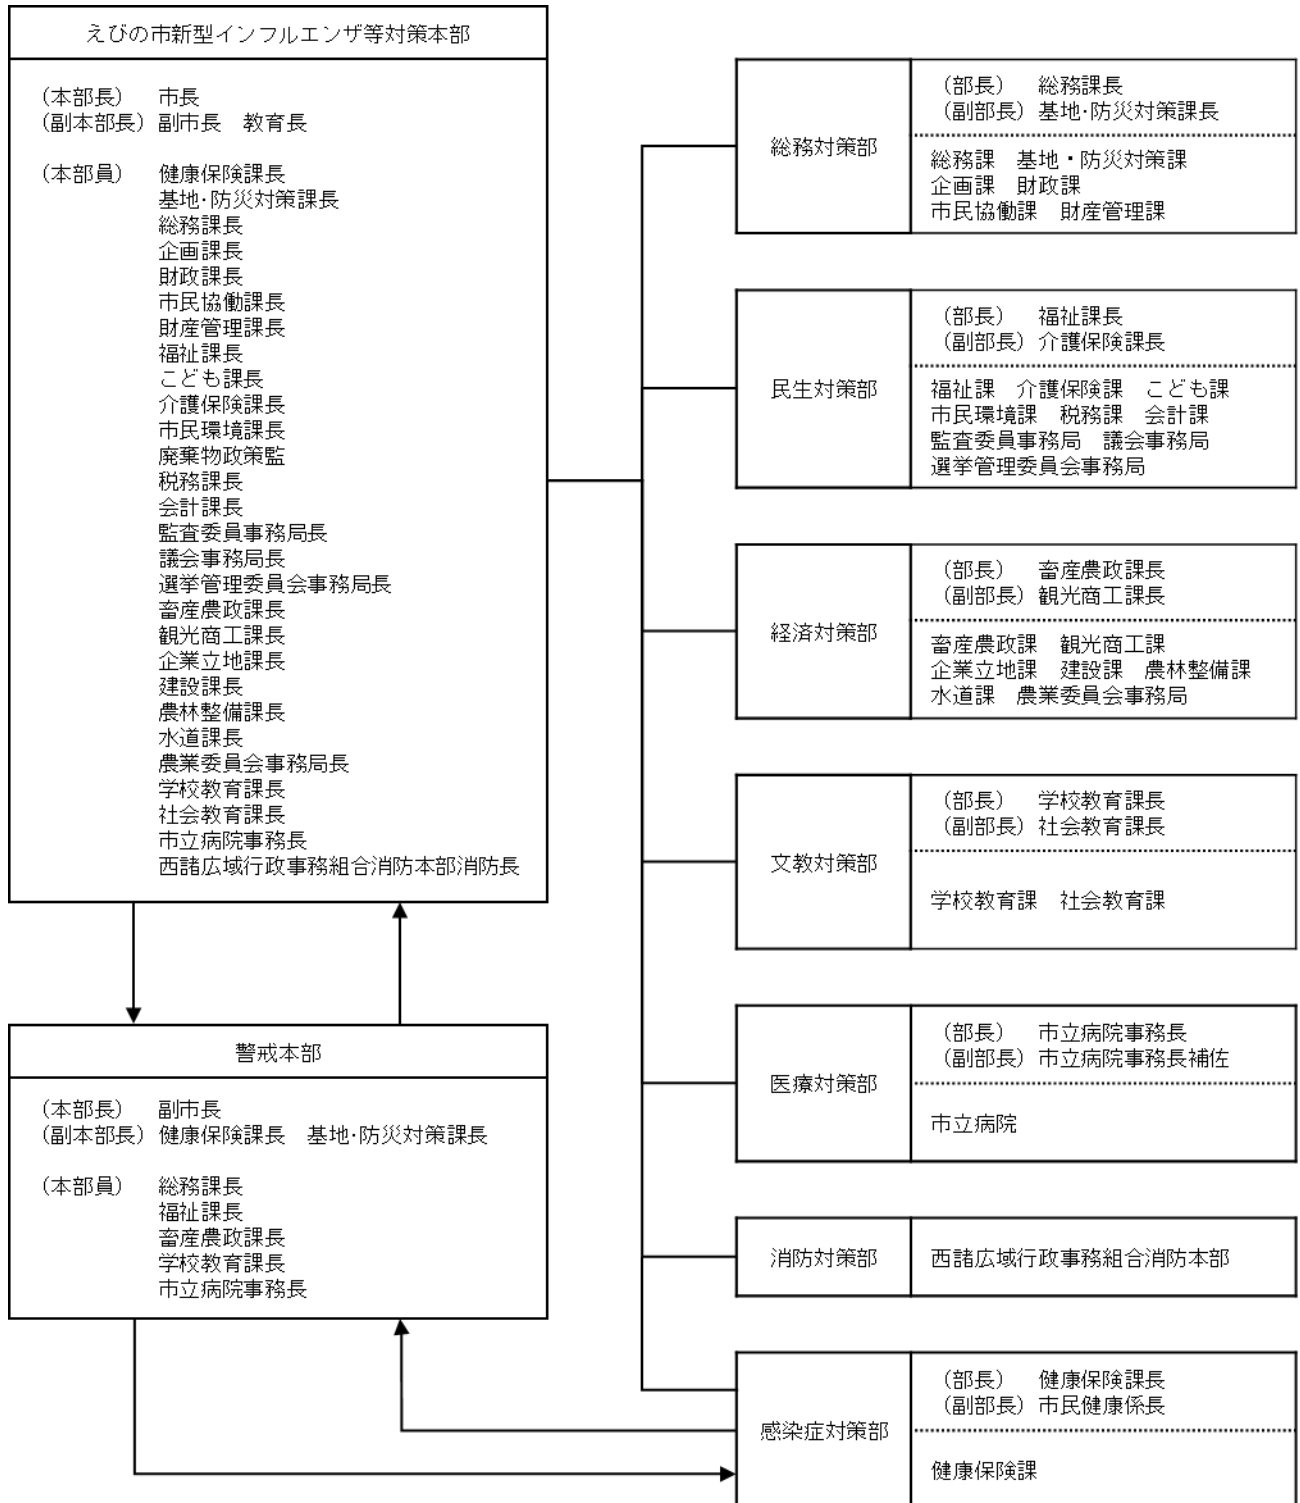 えびの市新型インフルエンザ等対策本部
(本部長) 市長
(副本部長) 副市長 教育長
(本部員) 健康保険課長
基地･防災対策課長
総務課長
企画課長
財政課長
市民協働課長
財産管理課長
福祉課長
こども課長
介護保険課長
市民環境課長
廃棄物政策監
税務課長
会計課長
監査委員事務局長
議会事務局長
選挙管理委員会事務局長
畜産農政課長
観光商工課長
企業立地課長
建設課長
農林整備課長
水道課長
農業委員会事務局長
学校教育課長
社会教育課長
市立病院事務長
西諸広域行政事務組合消防本部消防長
警戒本部
(本部長) 副市長
(副本部長) 健康保険課長 基地･防災対策課長
(本部員) 総務課長
福祉課長
畜産農政課長
学校教育課長
市立病院事務長
総務対策部
(部長) 総務課長
(副部長) 基地･防災対策課長
総務課 基地・防災対策課
企画課 財政課
市民協働課 財産管理課
民生対策部
(部長) 福祉課長
(副部長) 介護保険課長
福祉課 介護保険課 こども課
市民環境課 税務課 会計課
監査委員事務局 議会事務局
選挙管理委員会事務局
経済対策部
(部長) 畜産農政課長
(副部長) 観光商工課長
畜産農政課 観光商工課
企業立地課 建設課 農林整備課
水道課 農業委員会事務局
文教対策部
(部長) 学校教育課長
(副部長) 社会教育課長
学校教育課 社会教育課
医療対策部
(部長) 市立病院事務長
(副部長) 市立病院事務長補佐
市立病院
消防対策部
西諸広域行政事務組合消防本部
感染症対策部
(部長) 健康保険課長
(副部長) 市民健康係長
健康保険課